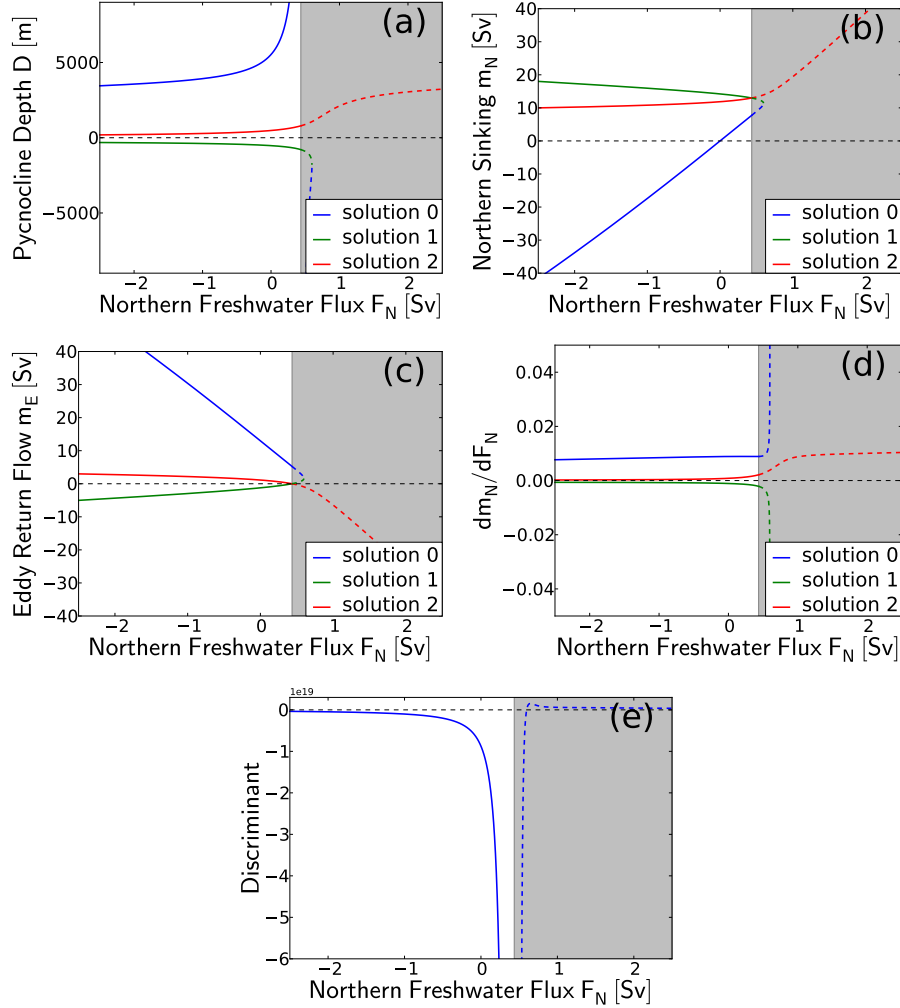 (a)
Pycnocline Depth D [m]
5000
0
−5000
−2
−1
0
1
2
Northern Freshwater Flux F_N [Sv]
solution 0
solution 1
solution 2
(b)
Northern Sinking m_N [Sv]
40
30
20
10
0
−10
−20
−30
−40
−2
−1
0
1
2
Northern Freshwater Flux F_N [Sv]
solution 0
solution 1
solution 2
(c)
Eddy Return Flow m_E [Sv]
40
30
20
10
0
−10
−20
−30
−40
−2
−1
0
1
2
Northern Freshwater Flux F_N [Sv]
solution 0
solution 1
solution 2
(d)
dm_N/dF_N
0.04
0.02
0.00
−0.02
−0.04
−2
−1
0
1
2
Northern Freshwater Flux F_N [Sv]
solution 0
solution 1
solution 2
1e19
(e)
Discriminant
0
−1
−2
−3
−4
−5
−6
−2
−1
0
1
2
Northern Freshwater Flux F_N [Sv]